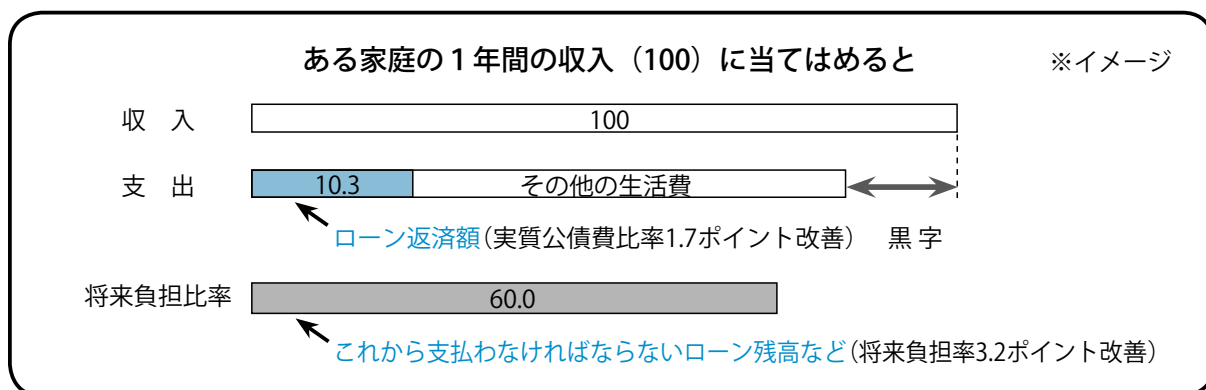 ある家庭の１年間の収入（100）に当てはめると ※イメージ
収　入 100
支　出 10.3 その他の生活費
ローン返済額（実質公債費比率1.7ポイント改善） 黒 字
将来負担比率 60.0
これから支払わなければならないローン残高など（将来負担率3.2ポイント改善）